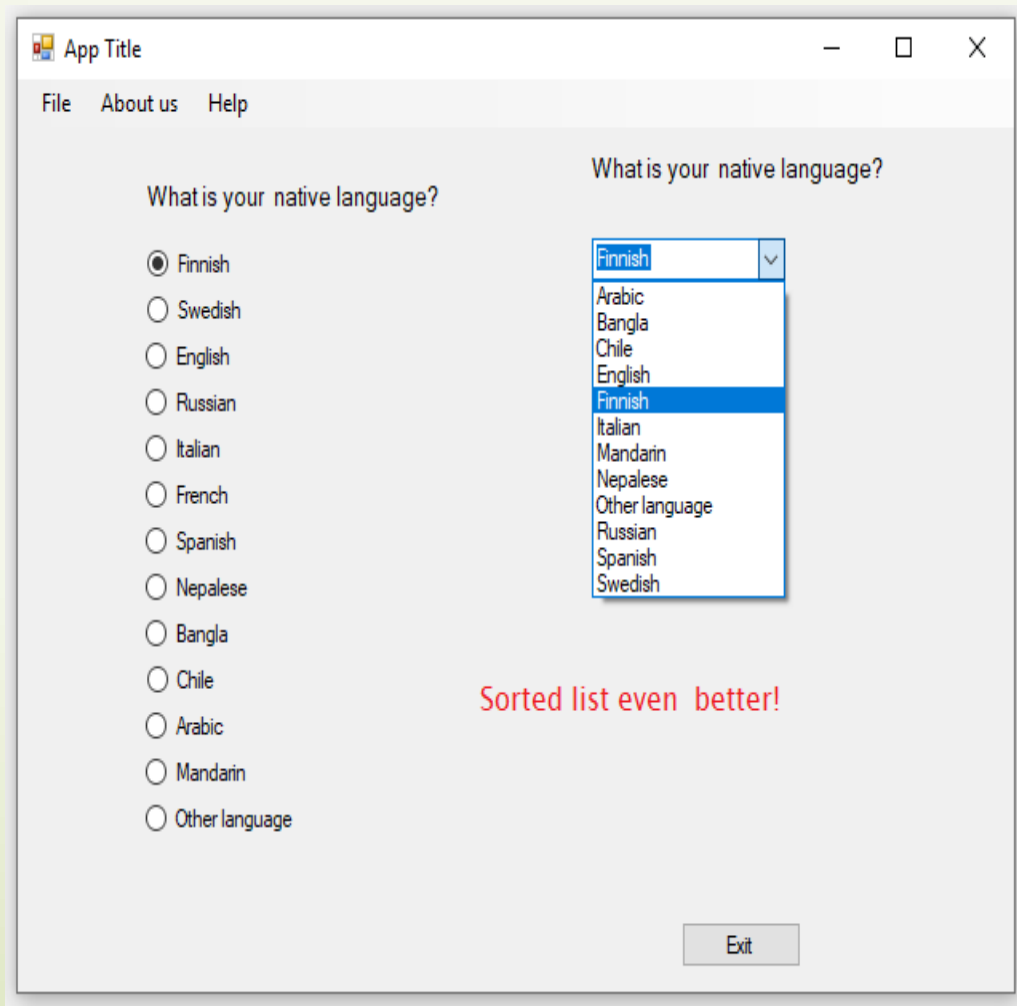 App Title
File About us Help
What is your native language?
Finnish
Swedish
English
Russian
Italian
French
Spanish
Nepalese
Bangla
Chile
Arabic
Mandarin
Other language
What is your native language?
Finnish
Arabic
Bangla
Chile
English
Finnish
Italian
Mandarin
Nepalese
Other language
Russian
Spanish
Swedish
Sorted list even better!
Exit